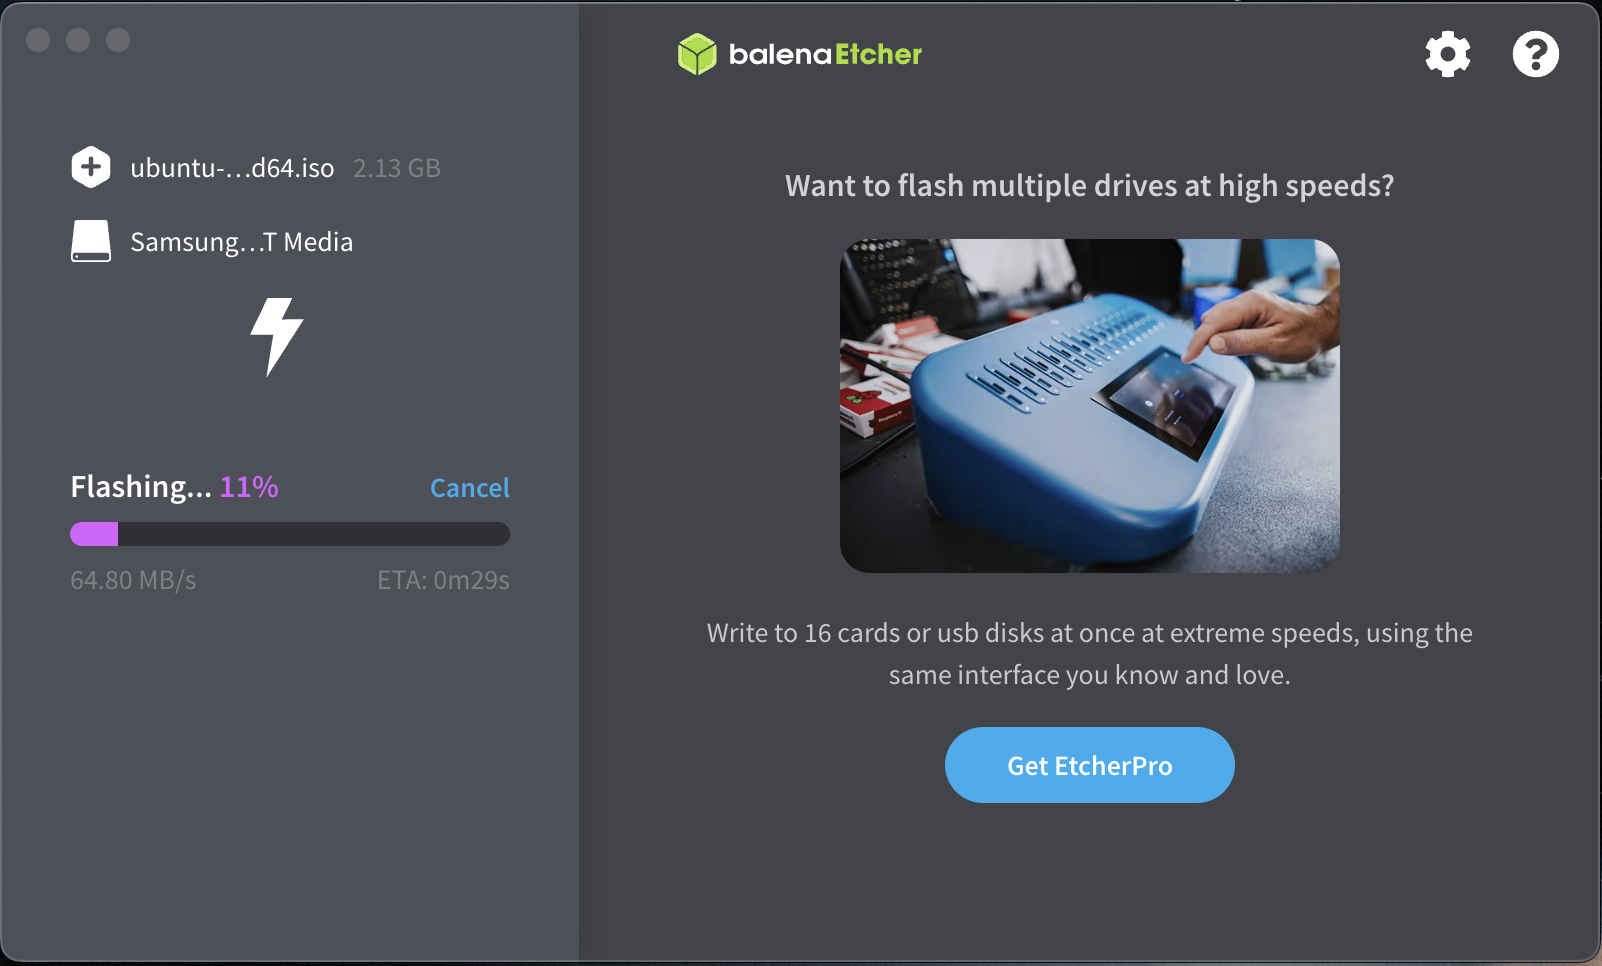 balenaEtcher
ubuntu-...d64.iso 2.13 GB
Samsung...T Media
Flashing... 11%
Cancel
64.80 MB/s
ETA: 0m29s
Want to flash multiple drives at high speeds?
Write to 16 cards or usb disks at once at extreme speeds, using the
same interface you know and love.
Get EtcherPro